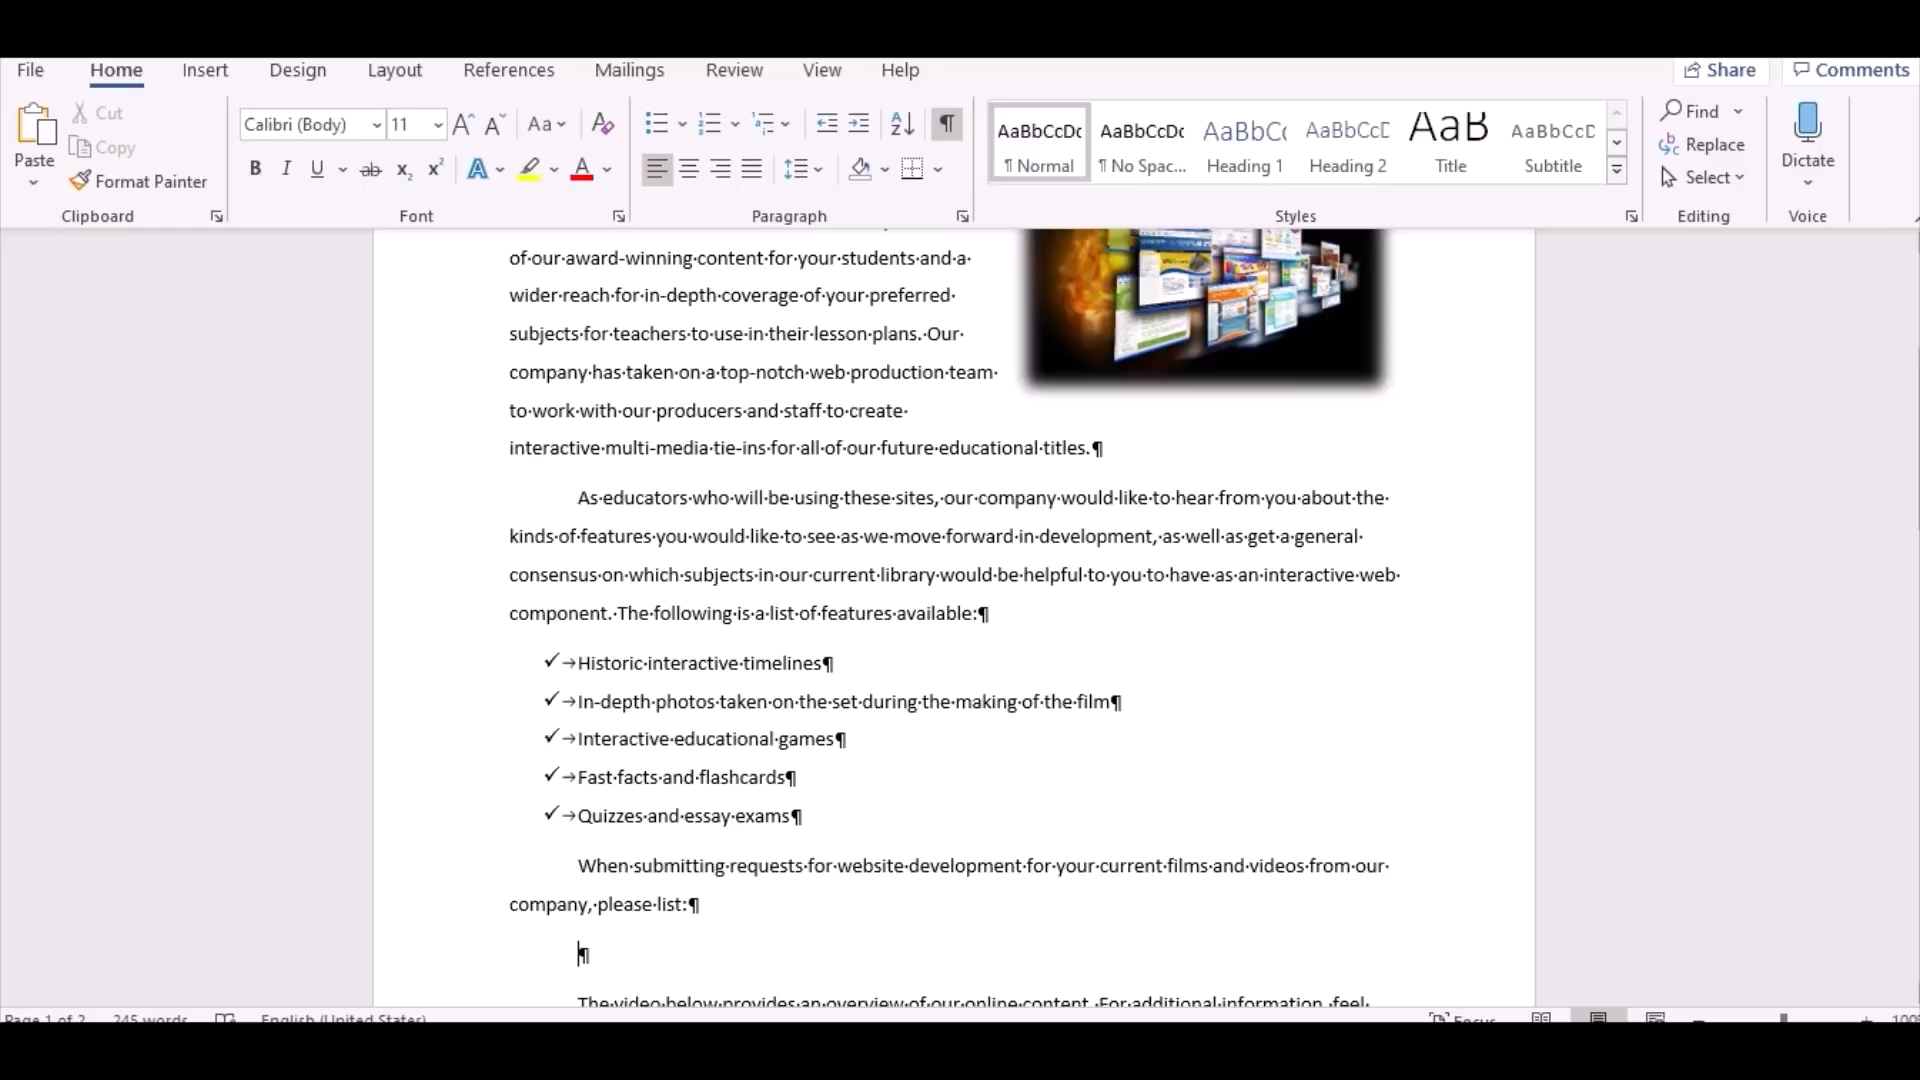 File Home Insert Design Layout References Mailings Review View Help Share Comments
Paste Cut Copy Format Painter
Calibri (Body) 11
AaBbCcDc AaBbCcDc AaBbCc AaBbCcD AaB AaBbCcD
¶ Normal ¶ No Spac... Heading 1 Heading 2 Title Subtitle
Find Replace Select
Dictate
Clipboard Font Paragraph Styles Editing Voice
of·our·award-winning·content·for·your·students·and·a·
wider·reach·for·in-depth·coverage·of·your·preferred·
subjects·for·teachers·to·use·in·their·lesson·plans.·Our·
company·has·taken·on·a·top-notch·web·production·team·
to·work·with·our·producers·and·staff·to·create·
interactive·multi-media·tie-ins·for·all·of·our·future·educational·titles.¶
As·educators·who·will·be·using·these·sites,·our·company·would·like·to·hear·from·you·about·the·
kinds·of·features·you·would·like·to·see·as·we·move·forward·in·development,·as·well·as·get·a·general·
consensus·on·which·subjects·in·our·current·library·would·be·helpful·to·you·to·have·as·an·interactive·web·
component.·The·following·is·a·list·of·features·available:¶
✓→Historic·interactive·timelines¶
✓→In-depth·photos·taken·on·the·set·during·the·making·of·the·film¶
✓→Interactive·educational·games¶
✓→Fast·facts·and·flashcards¶
✓→Quizzes·and·essay·exams¶
When·submitting·requests·for·website·development·for·your·current·films·and·videos·from·our·
company,·please·list:¶
¶
The·video·below·provides·an·overview·of·our·online·content.·For·additional·information,·feel·
Page 1 of 2 245 words English (United States) Focus 100